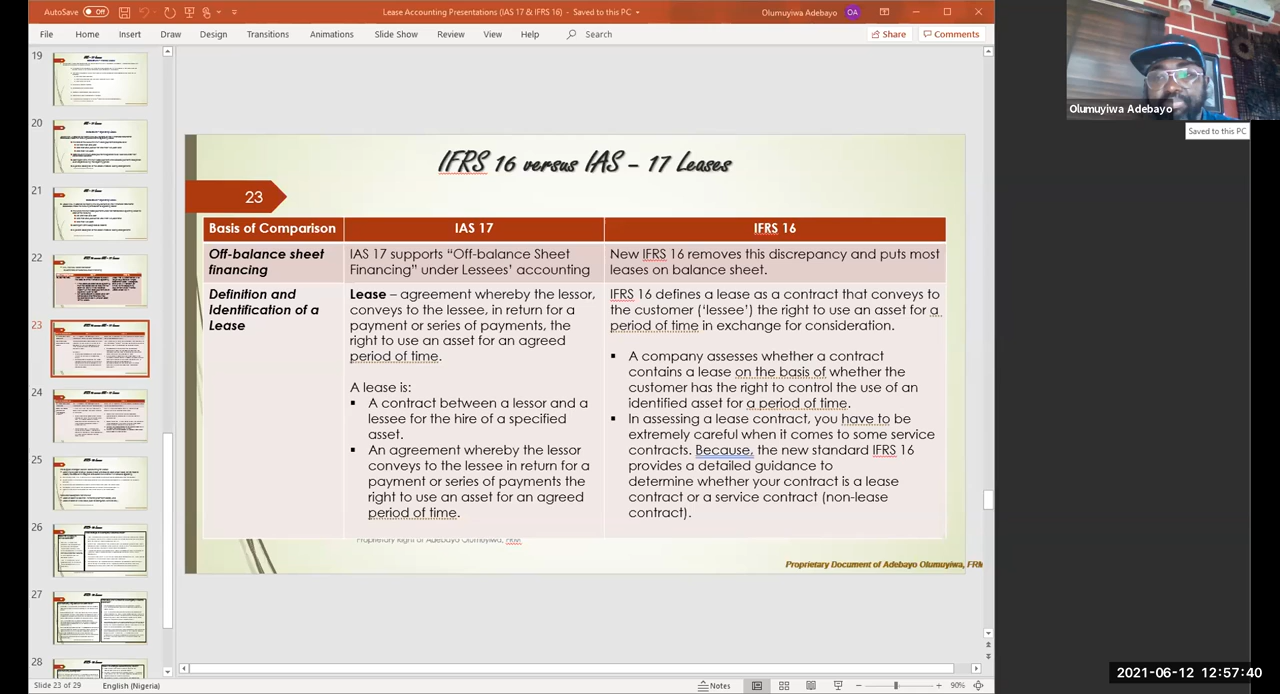 AutoSave Off
Lease Accounting Presentations (IAS 17 & IFRS 16) - Saved to this PC
Olumuyiwa Adebayo OA
File Home Insert Draw Design Transitions Animations Slide Show Review View Help Search Share Comments
Olumuyiwa Adebayo
Saved to this PC
19
20
21
22
23
24
25
26
27
28
IFRS 16 versus IAS - 17 Leases
23
Basis of Comparison IAS 17 IFRS 16
Off-balance sheet
financing
IAS 17 supports “Off-balance sheet
Financing” under Lessee accounting
New IFRS 16 removes this discrepancy and puts most
leases on balance sheet.
Definition and
Identification of a
Lease
Lease – agreement whereby the lessor,
conveys to the lessee, in return for a
payment or series of payments the
right to use an asset for an agreed
period of time.
A lease is:
▪ A contract between a lessor and a
lessee for the hire of a specific
asset.
▪ An agreement whereby the lessor
conveys to the lessee in return for a
payment or series of payments the
right to use an asset for an agreed
period of time.
IFRS 16 defines a lease as a contract that conveys to
the customer (‘lessee’) the right to use an asset for a
period of time in exchange for consideration.
▪ A company assesses whether a contract
contains a lease on the basis of whether the
customer has the right to control the use of an
identified asset for a period of time.
▪ In assessing lease contract you have to be
extremely careful when it comes to some service
contracts. Because, the new standard IFRS 16
provides a detailed guidance to
determine whether your contract is a lease
contract or a service contract (non-lease
contract).
Proprietary Right of Adebayo Olumuyiwa, FRM
Proprietary Document of Adebayo Olumuyiwa, FRM
Slide 23 of 29 English (Nigeria) Notes 90%
2021-06-12 12:57:40